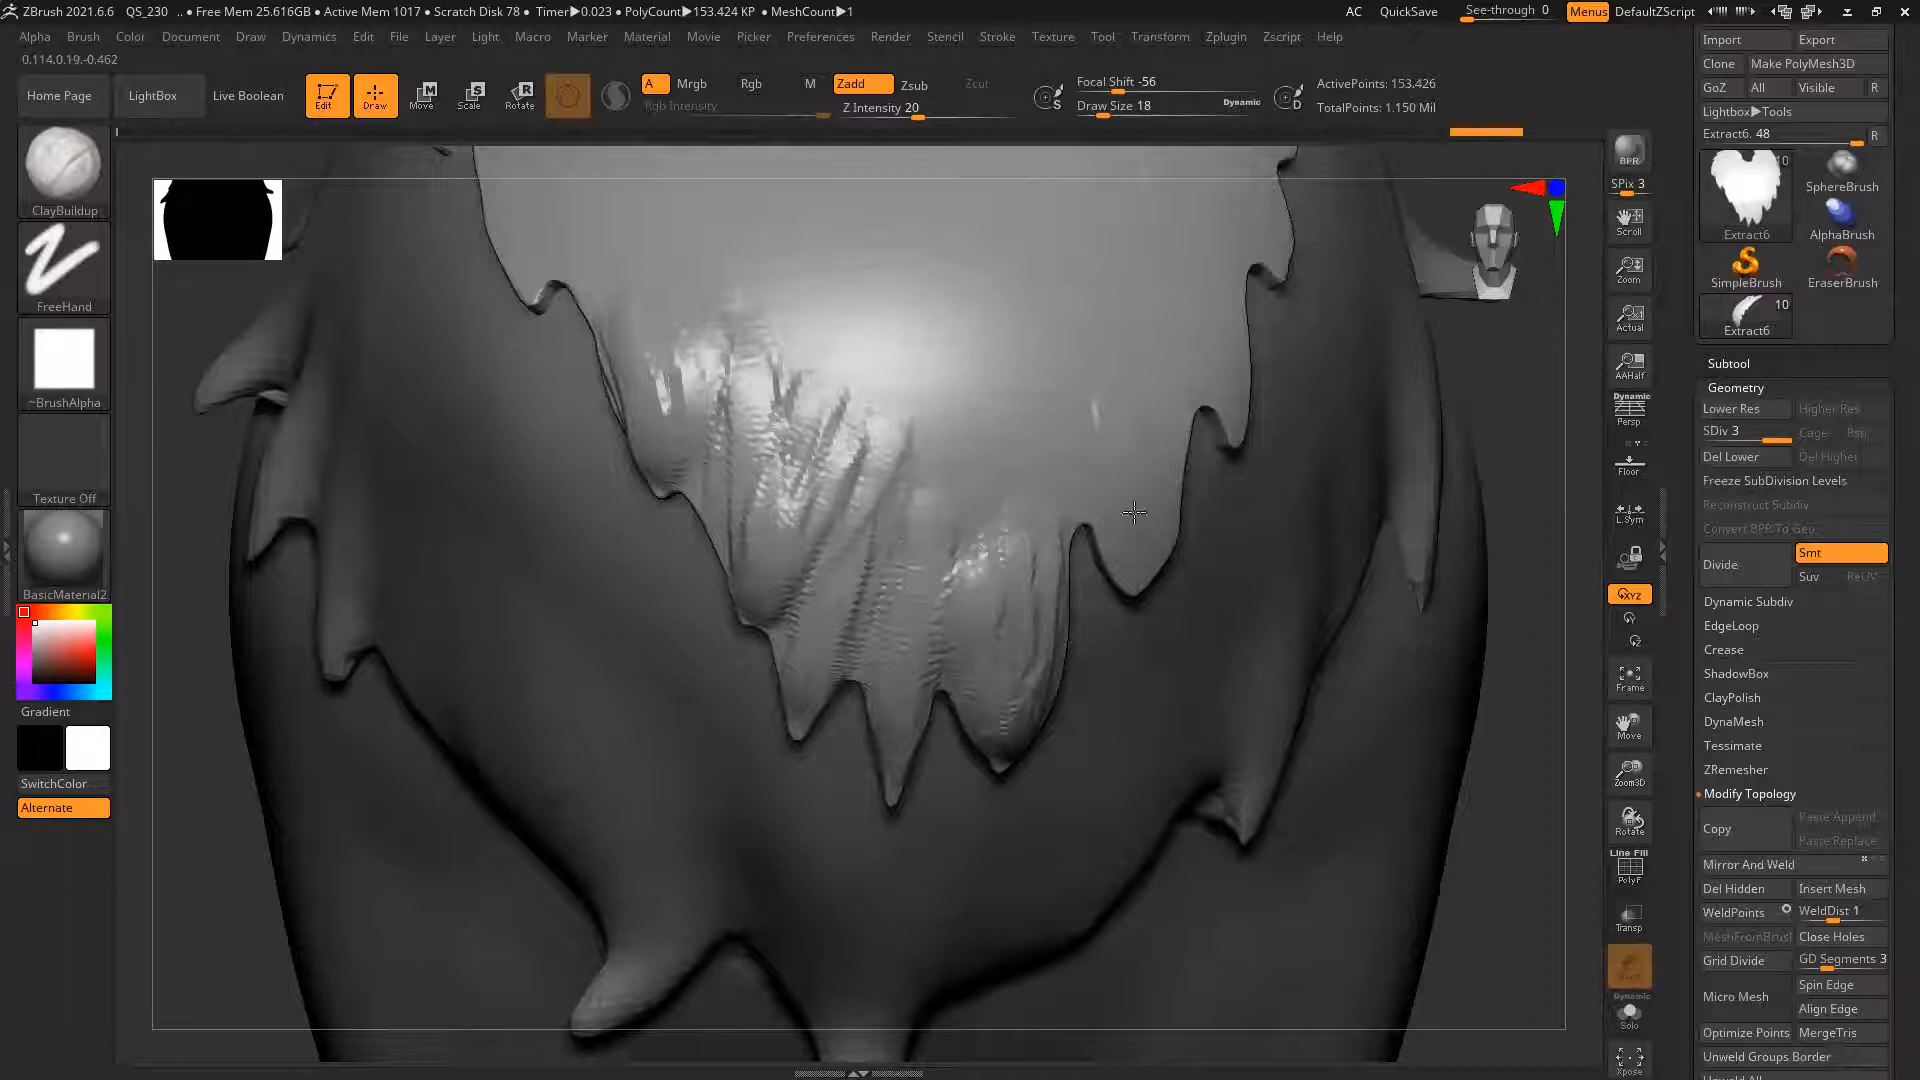 ZBrush 2021.6.6 QS_230 .. • Free Mem 25.616GB • Active Mem 1017 • Scratch Disk 78 • Timer▶0.023 • PolyCount▶153.424 KP • MeshCount▶1 AC QuickSave See-through 0 Menus DefaultZScript
Alpha Brush Color Document Draw Dynamics Edit File Layer Light Macro Marker Material Movie Picker Preferences Render Stencil Stroke Texture Tool Transform Zplugin Zscript Help
0.114,0.19,-0.462
Home Page LightBox Live Boolean Edit Draw Move Scale Rotate A Mrgb Rgb M Zadd Zsub Zcut
Rgb Intensity Z Intensity 20
S Focal Shift -56
Draw Size 18 Dynamic D
ActivePoints: 153,426
TotalPoints: 1.150 Mil
ClayBuildup
FreeHand
~BrushAlpha
Texture Off
BasicMaterial2
Gradient
SwitchColor
Alternate
BPR
SPix 3
Scroll
Zoom
Actual
AAHalf
Dynamic
Persp
Floor
L.Sym
XYZ
Frame
Move
Zoom3D
Rotate
Line Fill
PolyF
Transp
Dynamic
Solo
Xpose
Import Export
Clone Make PolyMesh3D
GoZ All Visible R
Lightbox▶Tools
Extract6. 48 R
10
Extract6
SphereBrush
AlphaBrush
SimpleBrush
EraserBrush
10
Extract6
Subtool
Geometry
Lower Res Higher Res
SDiv 3 Cage Rstr
Del Lower Del Higher
Freeze SubDivision Levels
Reconstruct Subdiv
Convert BPR To Geo
Divide Smt
Suv ReUV
Dynamic Subdiv
EdgeLoop
Crease
ShadowBox
ClayPolish
DynaMesh
Tessimate
ZRemesher
Modify Topology
Copy Paste Append
Paste Replace
Mirror And Weld
Del Hidden Insert Mesh
WeldPoints WeldDist 1
MeshFromBrush Close Holes
Grid Divide GD Segments 3
Micro Mesh Spin Edge
Align Edge
Optimize Points MergeTris
Unweld Groups Border
Unweld All